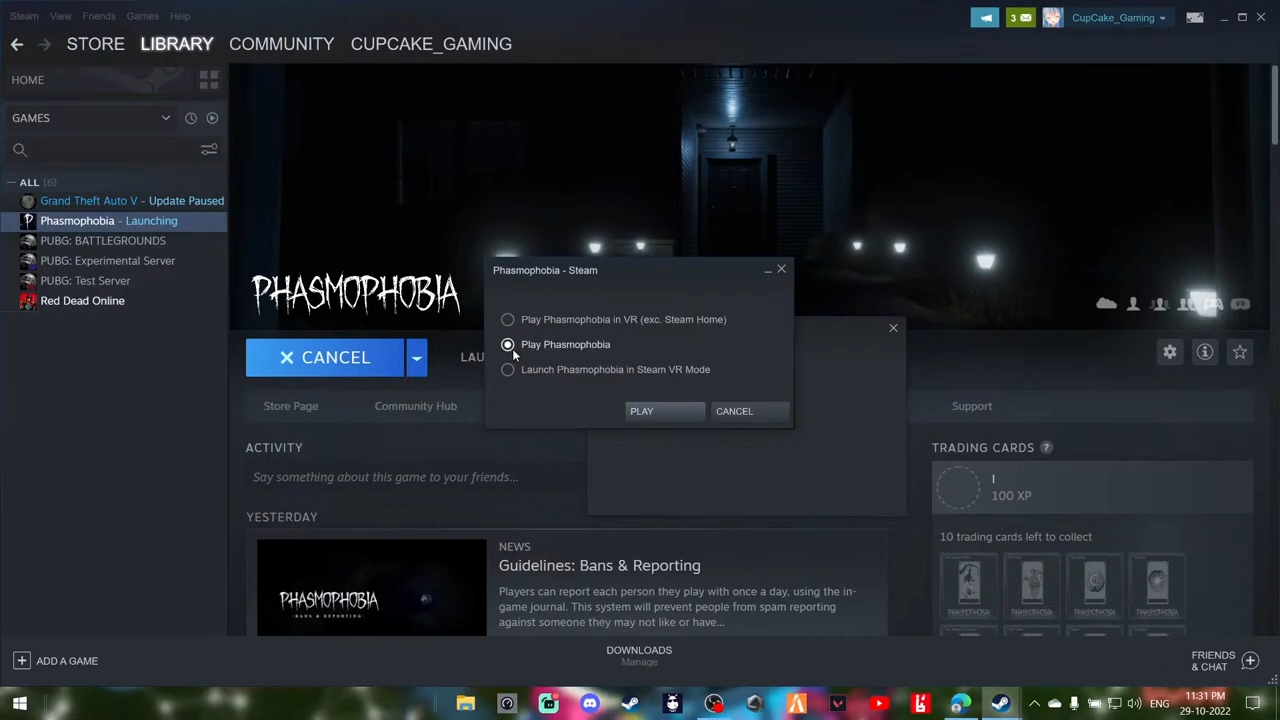 Steam View Friends Games Help
3 CupCake_Gaming
STORE LIBRARY COMMUNITY CUPCAKE_GAMING
HOME
GAMES
ALL (6)
Grand Theft Auto V - Update Paused
Phasmophobia - Launching
PUBG: BATTLEGROUNDS
PUBG: Experimental Server
PUBG: Test Server
Red Dead Online
PHASMOPHOBIA
Phasmophobia - Steam
Play Phasmophobia in VR (exc. Steam Home)
Play Phasmophobia
Launch Phasmophobia in Steam VR Mode
PLAY CANCEL
CANCEL LAU
VR
Store Page Community Hub Support
ACTIVITY
Say something about this game to your friends...
YESTERDAY
PHASMOPHOBIA
BANS & REPORTING
NEWS
Guidelines: Bans & Reporting
Players can report each person they play with once a day, using the in-
game journal. This system will prevent people from spam reporting
against someone they may not like or have...
TRADING CARDS ?
I
100 XP
10 trading cards left to collect
ADD A GAME
DOWNLOADS
Manage
FRIENDS
& CHAT
ENG
11:31 PM
29-10-2022